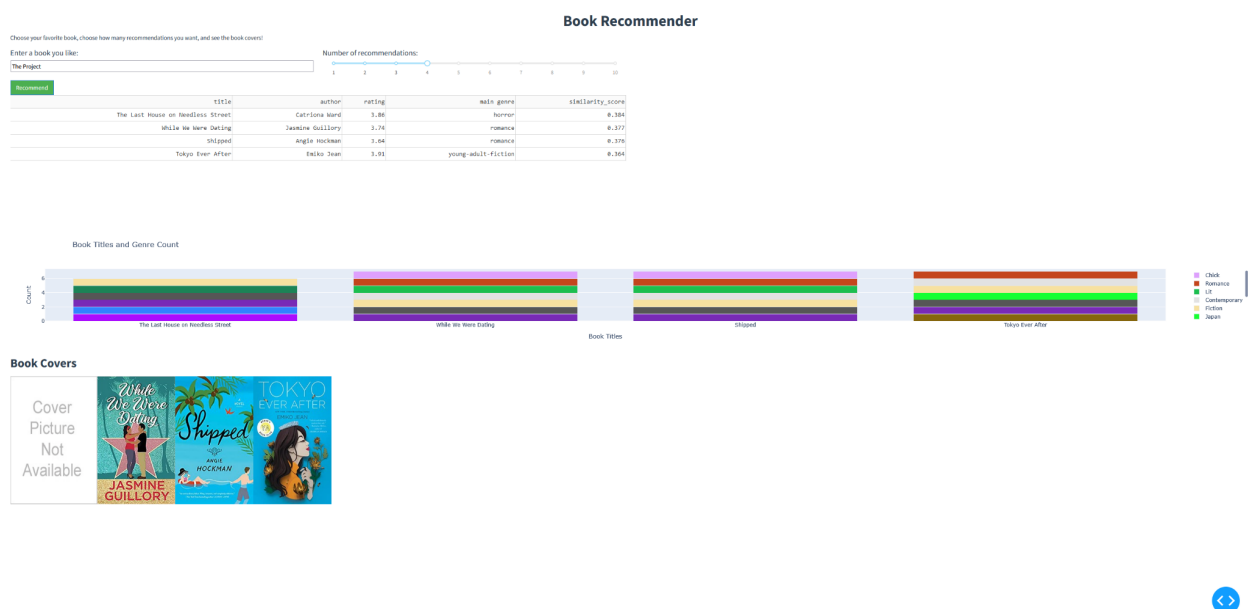 Book Recommender
Choose your favorite book, choose how many recommendations you want, and see the book covers!
Enter a book you like:
Number of recommendations:
The Project
1 2 3 4 5 6 7 8 9 10
Recommend
title author rating main genre similarity_score
The Last House on Needless Street Catriona Ward 3.86 horror 0.384
While We Were Dating Jasmine Guillory 3.74 romance 0.377
Shipped Angie Hockman 3.64 romance 0.376
Tokyo Ever After Emiko Jean 3.91 young-adult-fiction 0.364
Book Titles and Genre Count
Count
6
4
2
0
The Last House on Needless Street
While We Were Dating
Shipped
Tokyo Ever After
Book Titles
Chick
Romance
Lit
Contemporary
Fiction
Japan
Book Covers
Cover
Picture
Not
Available
While
We Were
Dating
JASMINE
GUILLORY
Shipped
ANGIE
HOCKMAN
TOKYO
EVER AFTER
EMIKO JEAN